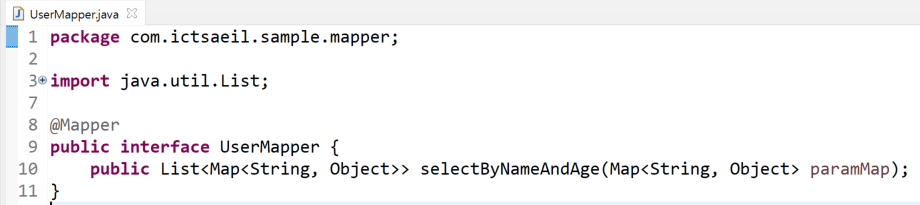 UserMapper.java
1 package com.ictsaeil.sample.mapper;
2
3 import java.util.List;
7
8 @Mapper
9 public interface UserMapper {
10 public List<Map<String, Object>> selectByNameAndAge(Map<String, Object> paramMap);
11 }